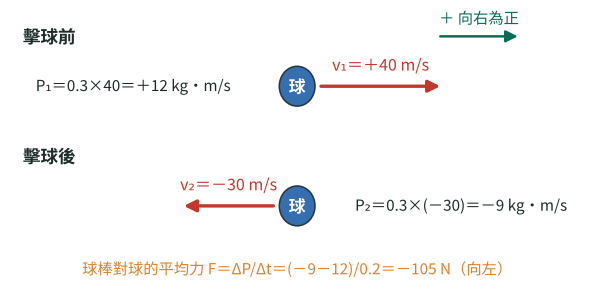 ＋ 向右為正
擊球前
v₁＝＋40 m/s
P₁＝0.3×40＝＋12 kg・m/s
球
擊球後
v₂＝－30 m/s
球
P₂＝0.3×(－30)＝－9 kg・m/s
球棒對球的平均力 F＝ΔP/Δt＝(－9－12)/0.2＝－105 N（向左）